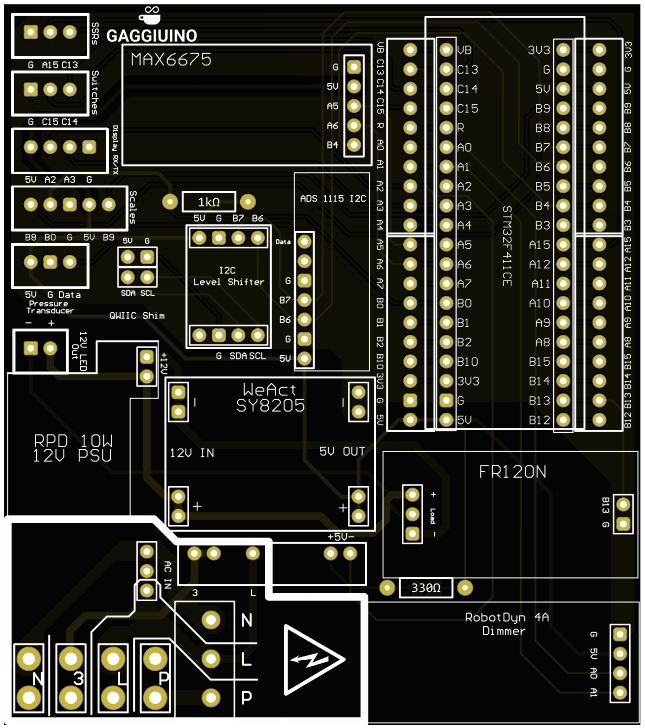 GAGGIUINO
SSRs
G A15 C13
Switches
G C15 C14
Display RX/TX
5V A2 A3 G
Scales
B8 B0 G 5V B9
5V G Data
Pressure
Transducer
- +
12V LED
Out
5V G
SDA SCL
QWIIC Shim
+12V
MAX6675
G
5V
A5
A6
B4
1kΩ
5V G B7 B6
I2C
Level Shifter
G SDA SCL
ADS 1115 I2C
Data
G
B7
B6
G
5V
VB C13 C14 C15 R A0 A1 A2 A3 A4 A5 A6 A7 B0 B1 B2 B10 3V3 G 5V
VB
C13
C14
C15
R
A0
A1
A2
A3
A4
A5
A6
A7
B0
B1
B2
B10
3V3
G
5V
STM32F411CE
3V3
G
5V
B9
B8
B7
B6
B5
B4
B3
A15
A12
A11
A10
A9
A8
B15
B14
B13
B12
3V3 G 5V B9 B8 B7 B6 B5 B4 B3 A15 A12 A11 A10 A9 A8 B15 B14 B13 B12
RPD 10W
12V PSU
WeAct
SY8205
- -
12V IN 5V OUT
+ +
FR120N
+ Load -
B13 G
+5V-
3 L
330Ω
AC IN
RobotDyn 4A
Dimmer
G
5V
A0
A1
N
L
P
N 3 L P